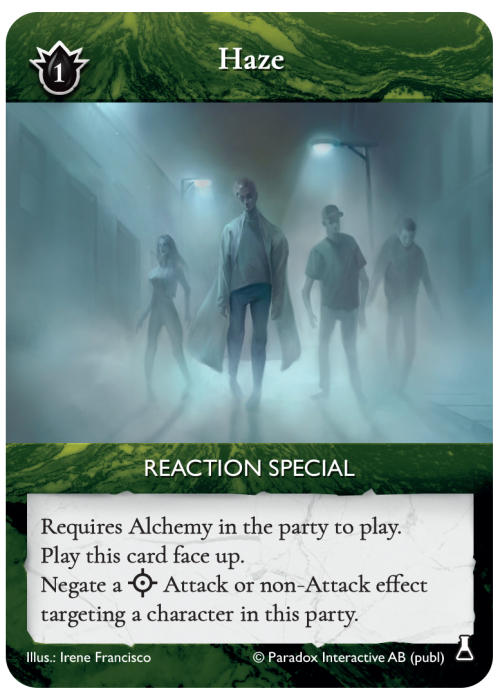 1
Haze
REACTION SPECIAL
Requires Alchemy in the party to play.
Play this card face up.
Negate a Attack or non-Attack effect
targeting a character in this party.
Illus.: Irene Francisco © Paradox Interactive AB (publ)